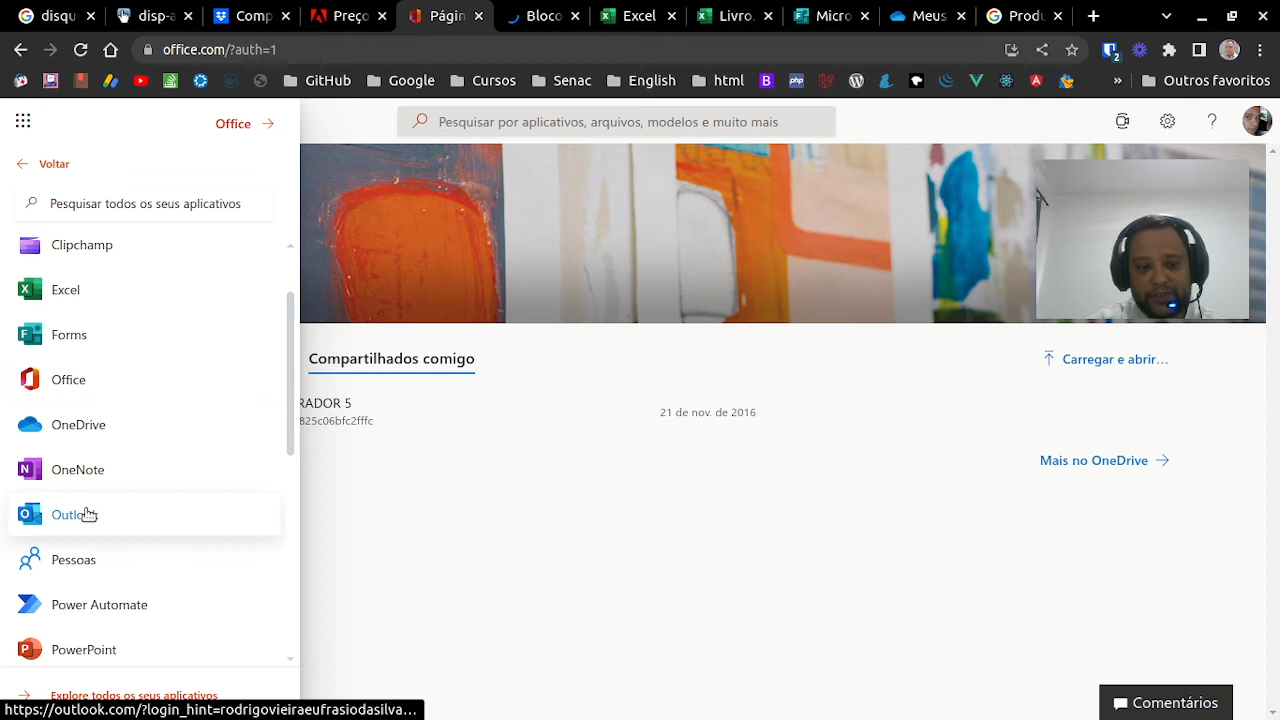 disque
disp-a
Comp
Preço
Págin
Bloco
Excel
Livro.
Micro
Meus
Produ
office.com/?auth=1
2
GitHub
Google
Cursos
Senac
English
html
Outros favoritos
Office
Pesquisar por aplicativos, arquivos, modelos e muito mais
Voltar
Pesquisar todos os seus aplicativos
Clipchamp
Excel
Forms
Office
OneDrive
OneNote
Pessoas
Power Automate
PowerPoint
Explore todos os seus aplicativos
Compartilhados comigo
Carregar e abrir...
RADOR 5
825c06bfc2fffc
21 de nov. de 2016
Mais no OneDrive
Comentários
https://outlook.com/?login_hint=rodrigovieiraeufrasiodasilva...